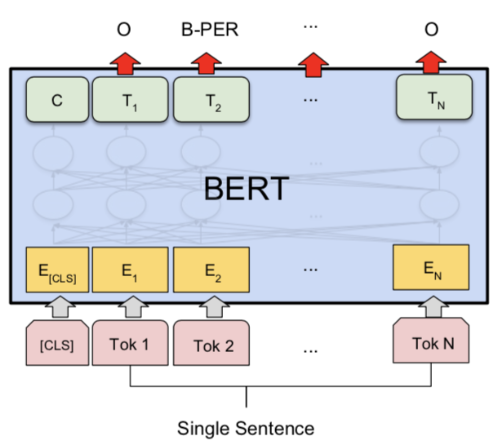 O B-PER ... O
C T1 T2 ... TN
...
BERT
...
E[CLS] E1 E2 ... EN
[CLS] Tok 1 Tok 2 ... Tok N
Single Sentence